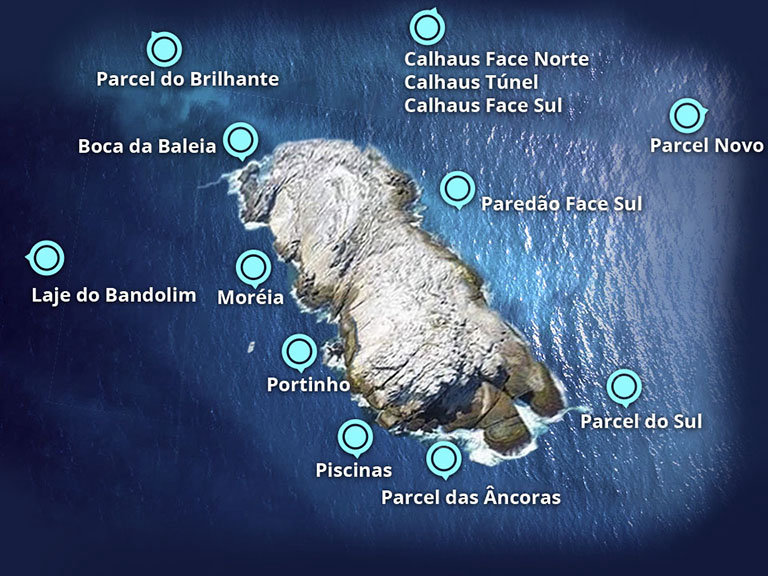 Parcel do Brilhante
Calhaus Face Norte
Calhaus Túnel
Calhaus Face Sul
Parcel Novo
Boca da Baleia
Paredão Face Sul
Laje do Bandolim
Moréia
Portinho
Parcel do Sul
Piscinas
Parcel das Âncoras